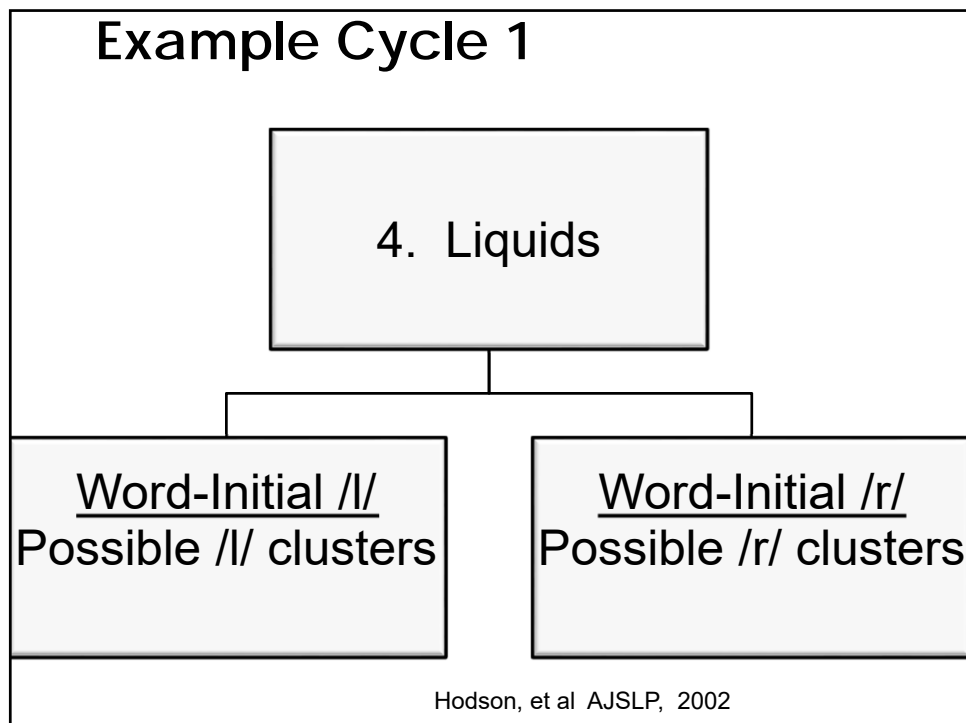 Example Cycle 1
4. Liquids
Word-Initial /l/
Possible /l/ clusters
Word-Initial /r/
Possible /r/ clusters
Hodson, et al AJSLP, 2002